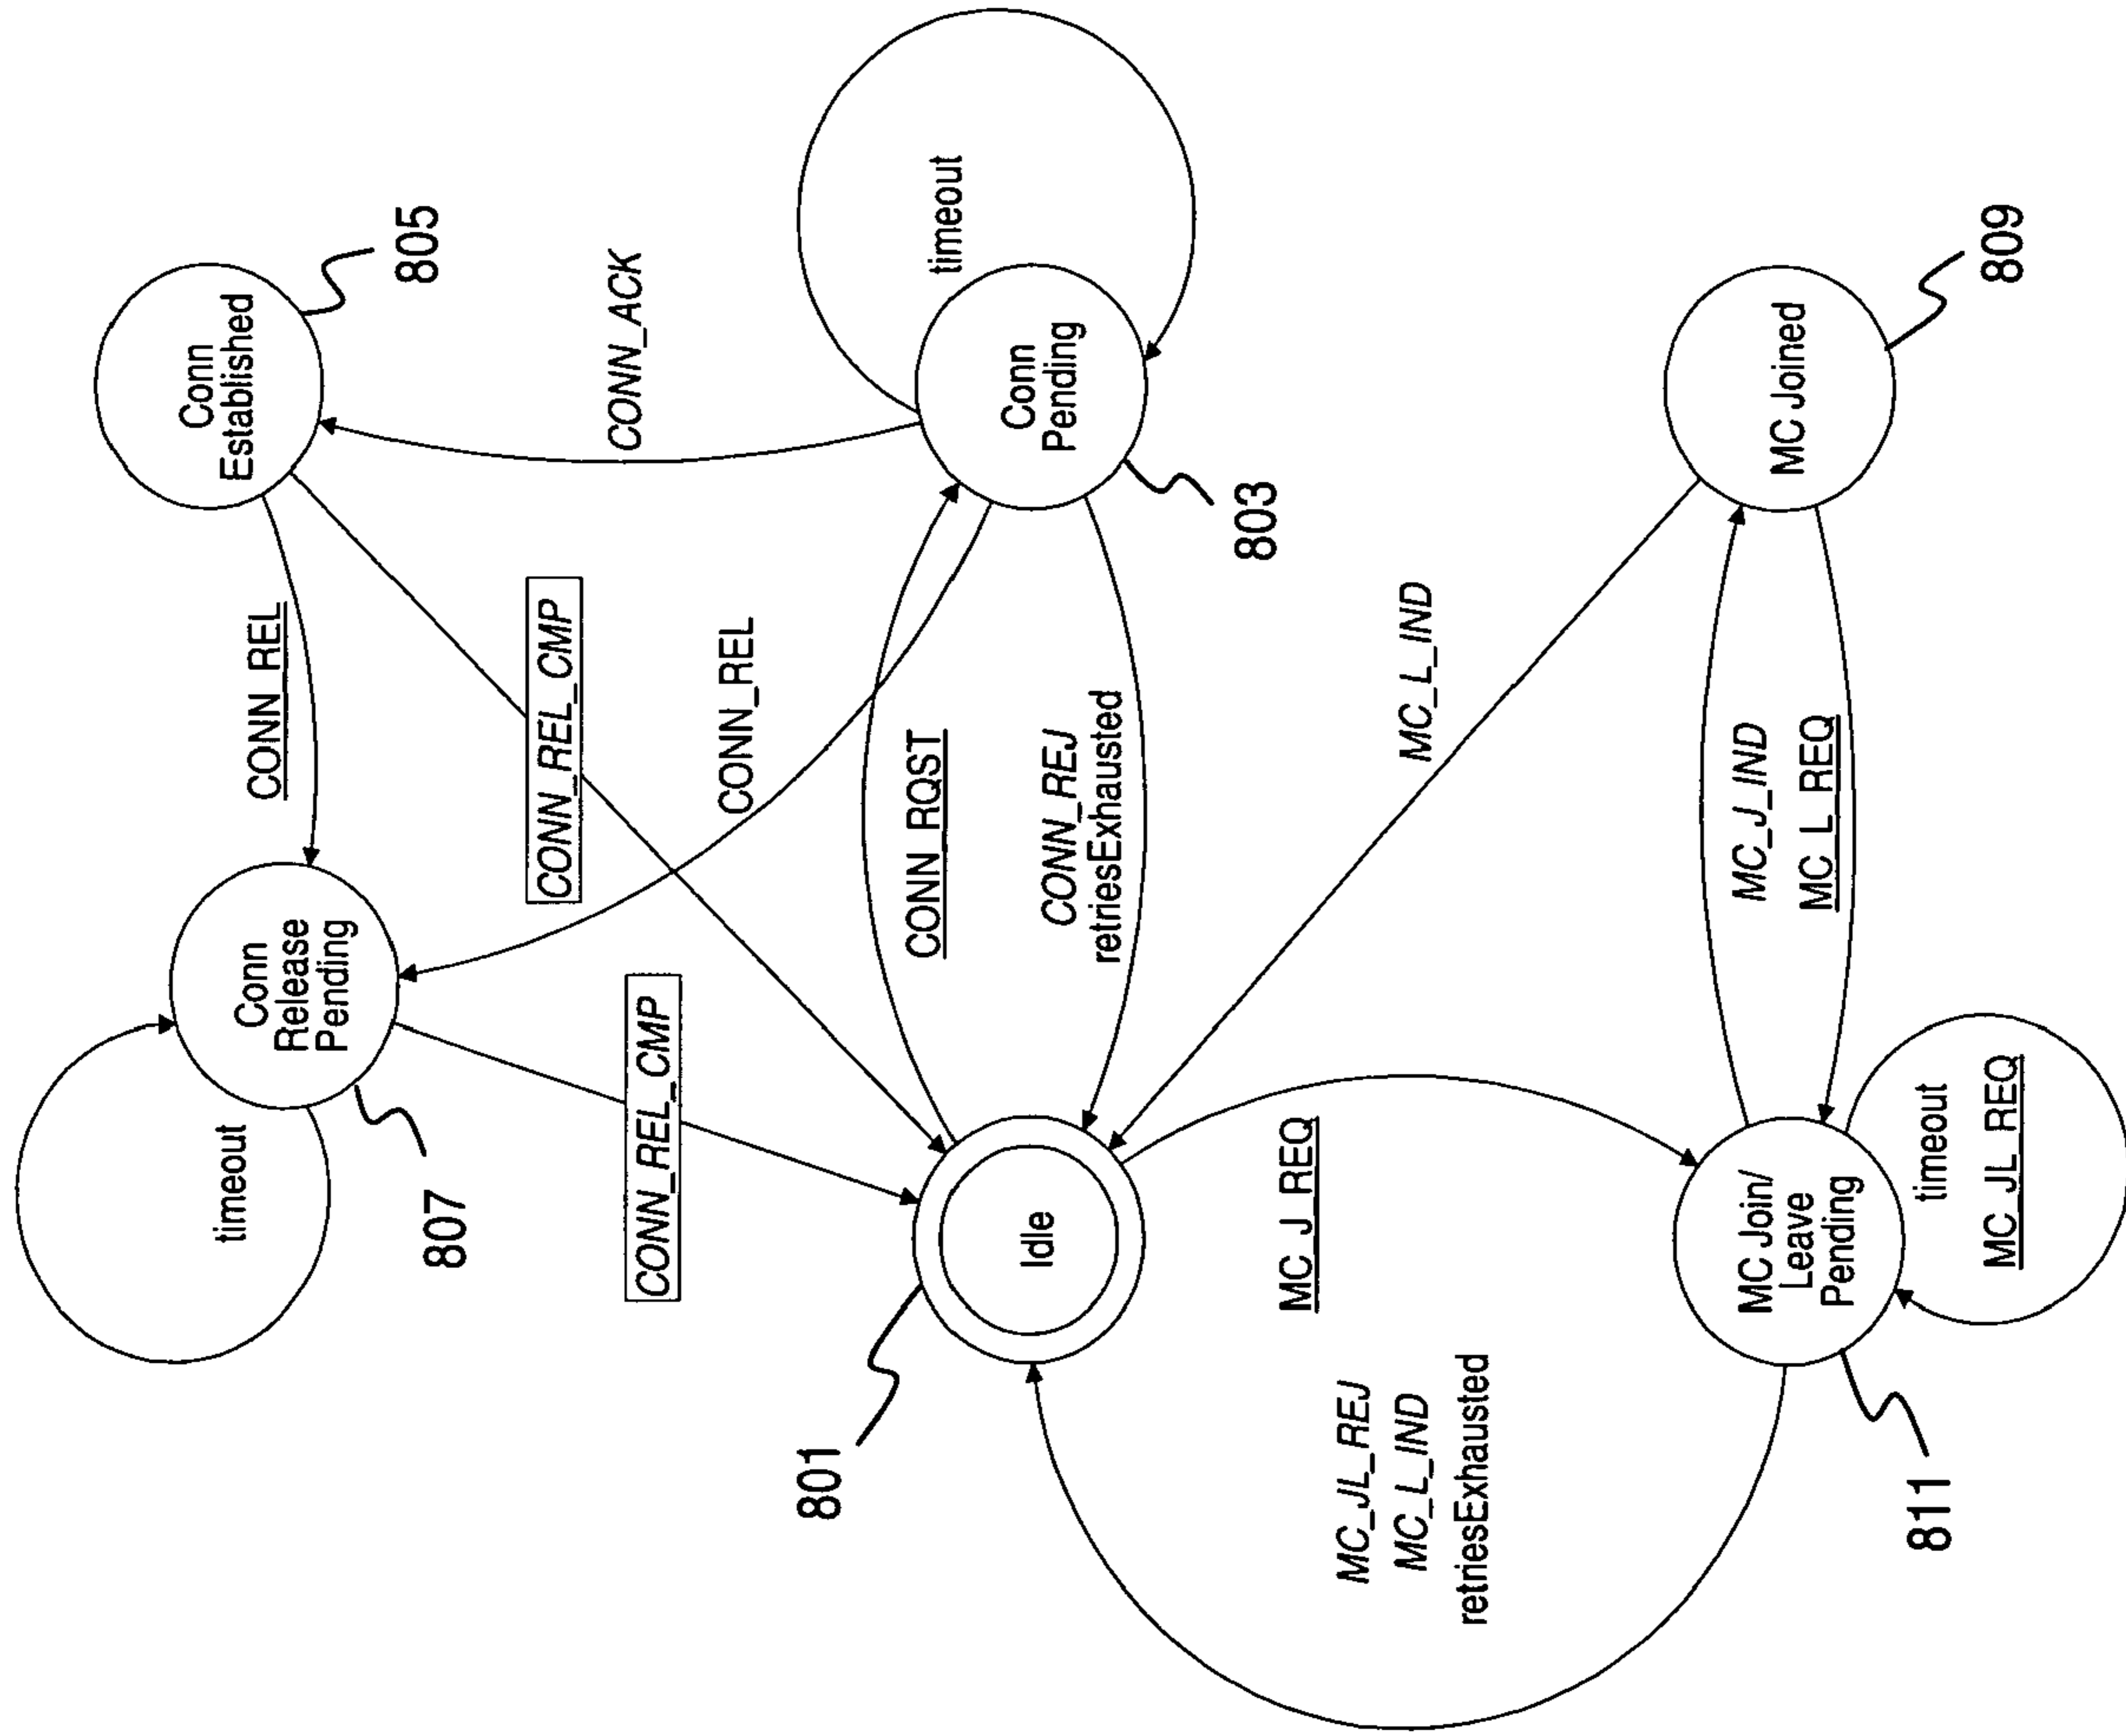 Conn
Established
timeout
Conn
Release
Pending
CONN_REL
805
807
CONN_REL_CMP
CONN_ACK
CONN_REL_CMP
CONN_REL
801
CONN_RQST
timeout
Idle
CONN_REJ
retriesExhausted
Conn
Pending
803
MC_J_REQ
MC_JL_REJ
MC_L_IND
retriesExhausted
MC_L_IND
MC Join/
Leave
Pending
MC_J_IND
MC_L_REQ
MC Joined
811
timeout
MC_JL_REQ
809